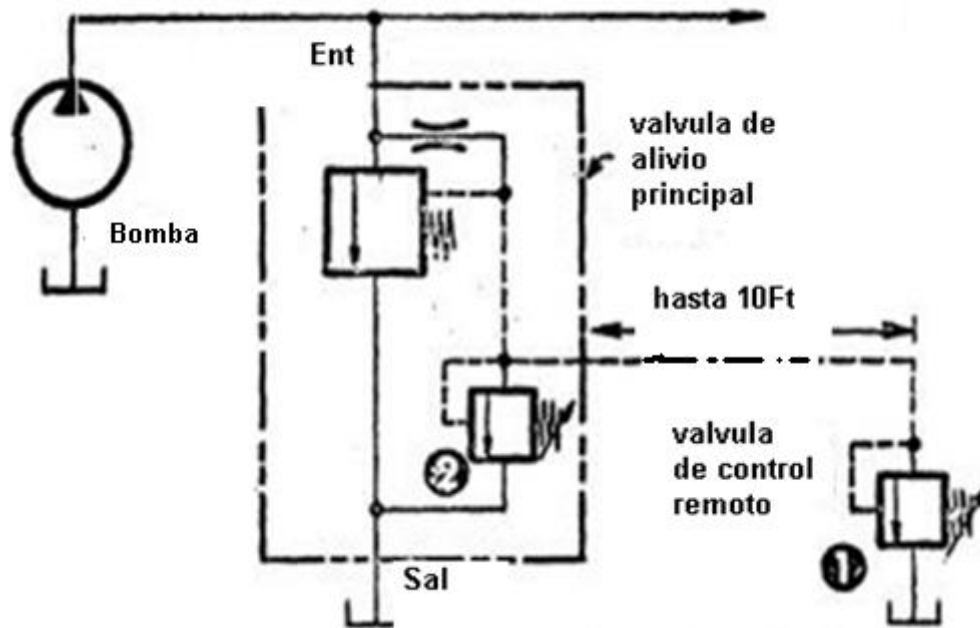 Ent
valvula de
alivio
principal
Bomba
hasta 10Ft
valvula
de control
remoto
2
1
Sal